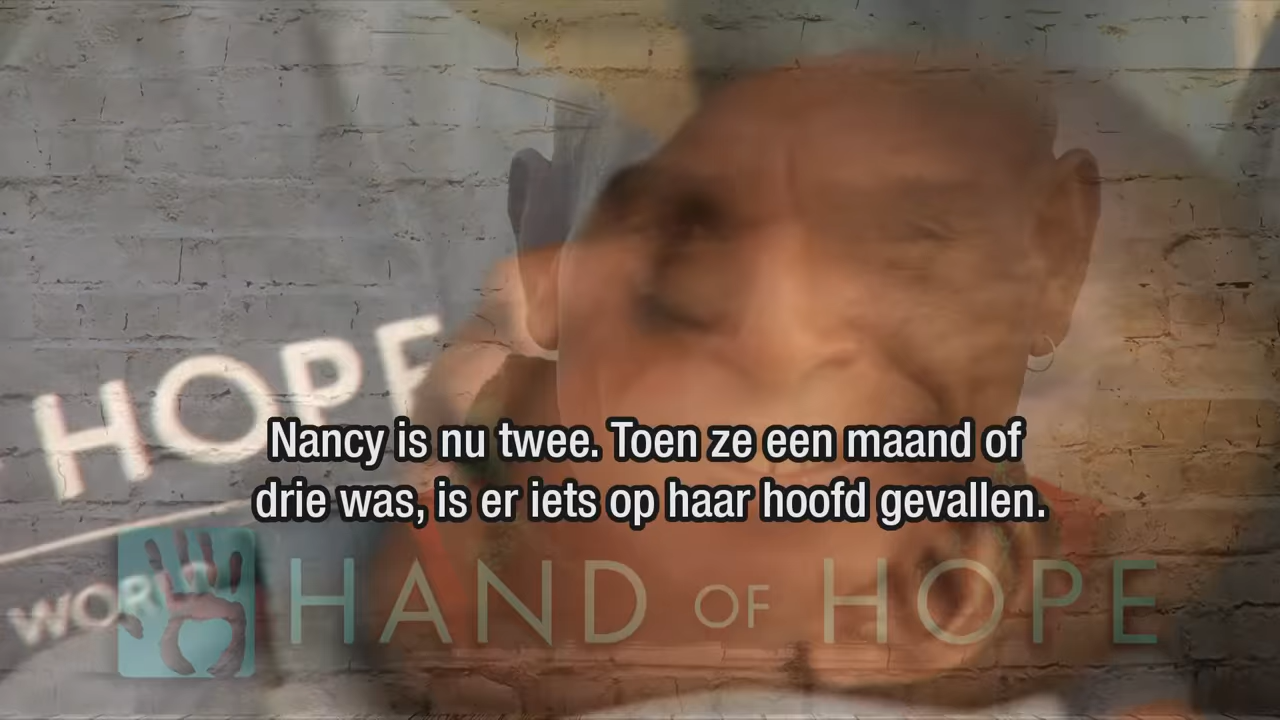 HOPE
Nancy is nu twee. Toen ze een maand of
drie was, is er iets op haar hoofd gevallen.
WORLD
HAND OF HOPE